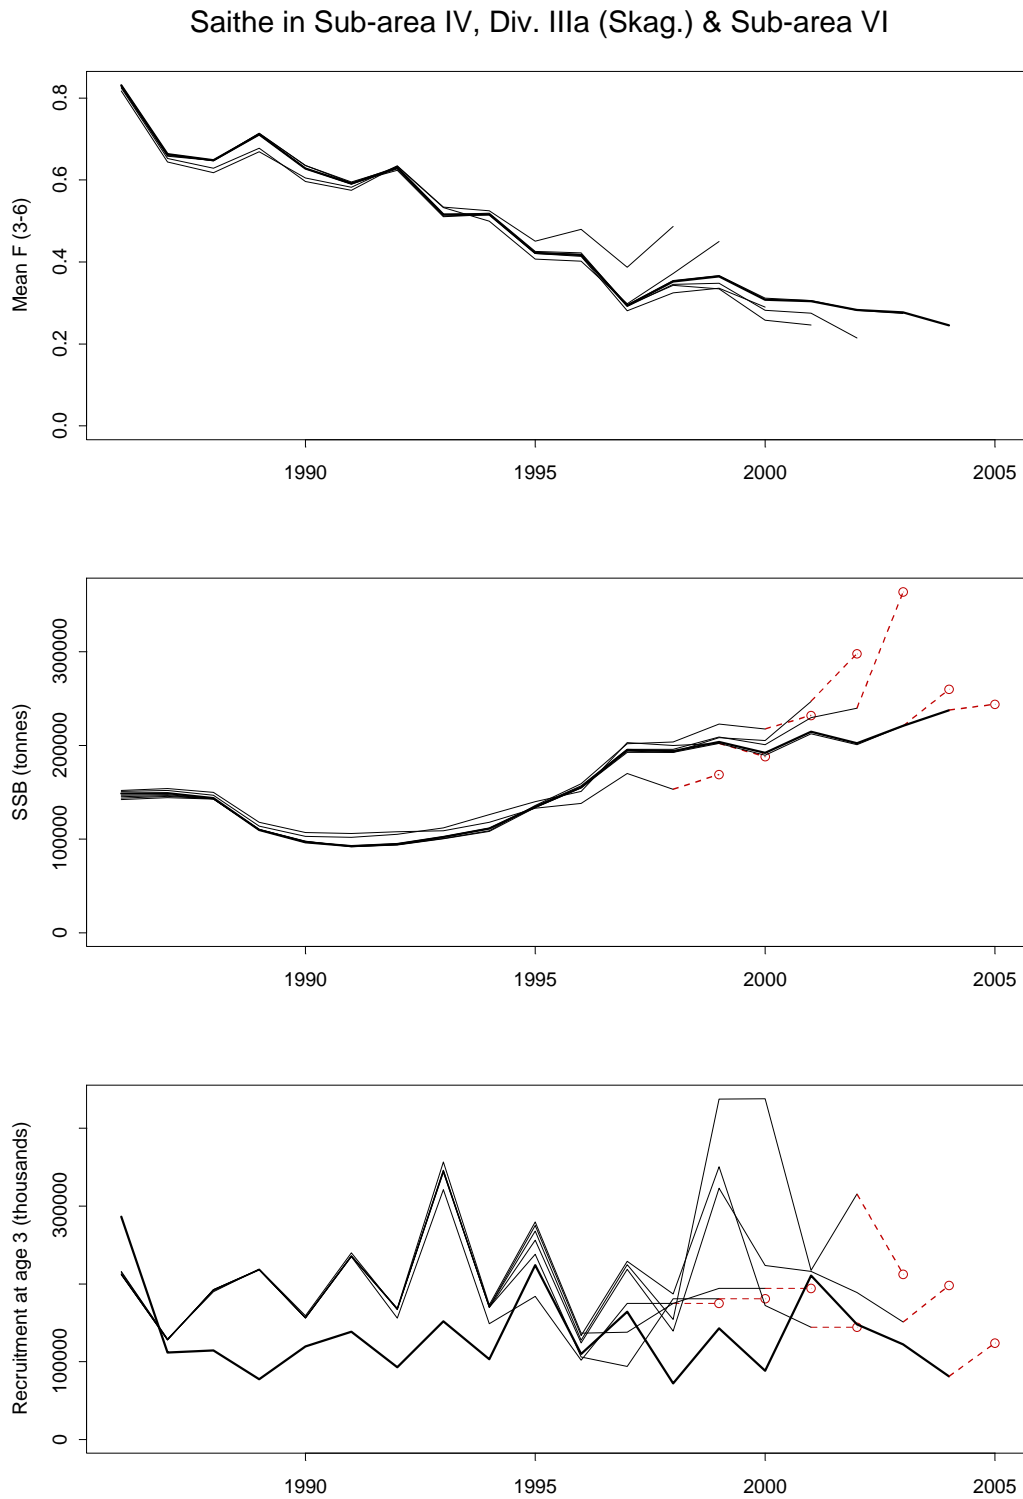 Saithe in Sub-area IV, Div. IIIa (Skag.) & Sub-area VI
Mean F (3-6)
0.8
0.6
0.4
0.2
0.0
1990 1995 2000 2005
SSB (tonnes)
300000
200000
100000
0
1990 1995 2000 2005
Recruitment at age 3 (thousands)
300000
100000
0
1990 1995 2000 2005